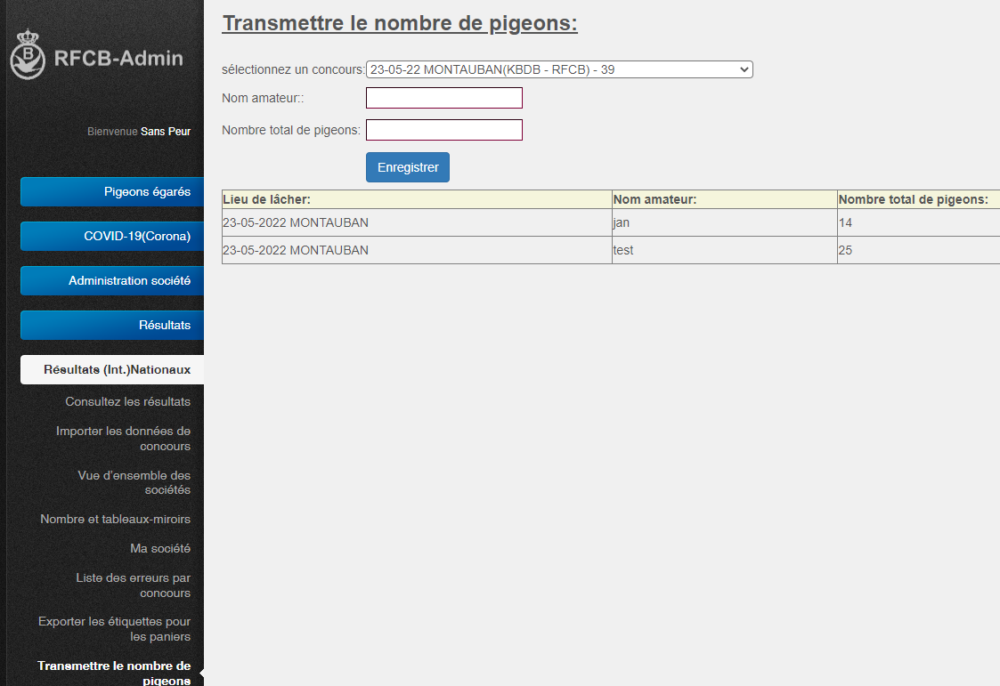 RFCB-Admin
B
Bienvenue Sans Peur
Pigeons égarés
COVID-19(Corona)
Administration société
Résultats
Résultats (Int.)Nationaux
Consultez les résultats
Importer les données de
concours
Vue d'ensemble des
sociétés
Nombre et tableaux-miroirs
Ma société
Liste des erreurs par
concours
Exporter les étiquettes pour
les paniers
Transmettre le nombre de
pigeons
Transmettre le nombre de pigeons:
sélectionnez un concours: 23-05-22 MONTAUBAN(KBDB - RFCB) - 39
Nom amateur::
Nombre total de pigeons:
Enregistrer
Lieu de lâcher: Nom amateur: Nombre total de pigeons:
23-05-2022 MONTAUBAN jan 14
23-05-2022 MONTAUBAN test 25